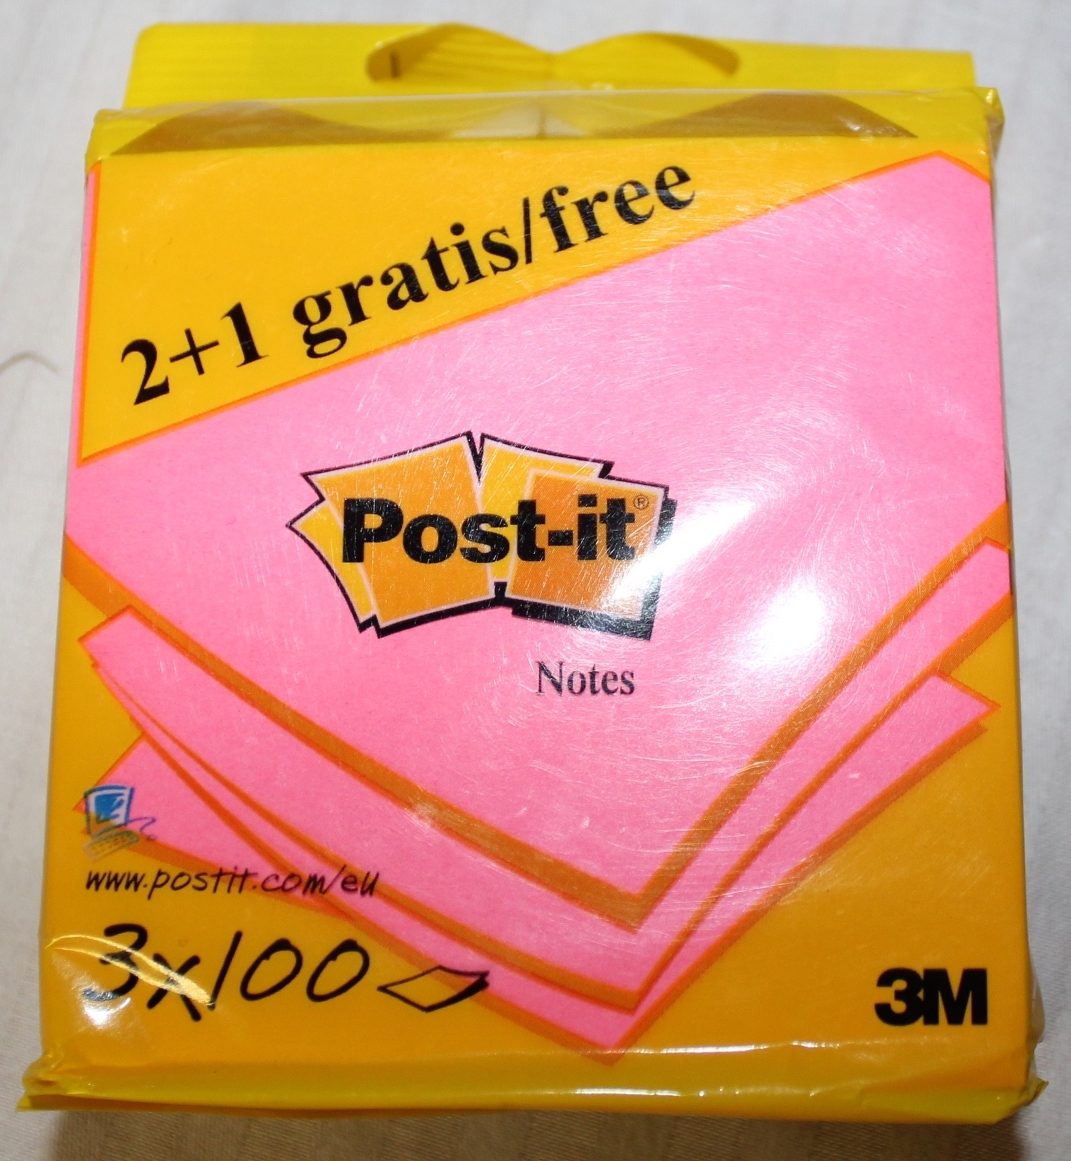 2+1 gratis/free
Post-it®
Notes
www.postit.com/eu
3x100
3M